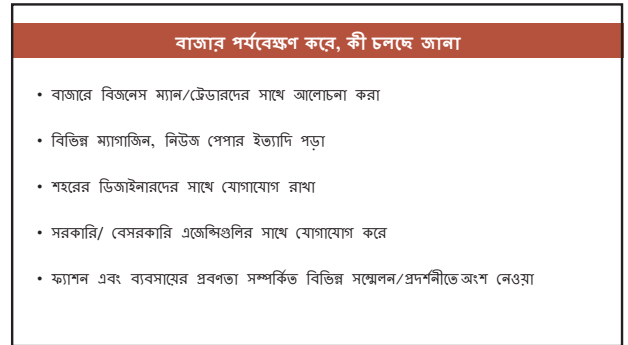 বাজার পর্যবেক্ষণ করে, কী চলছে জানা
• বাজারে বিজনেস ম্যান/ট্রেডারদের সাথে আলোচনা করা
• বিভিন্ন ম্যাগাজিন, নিউজ পেপার ইত্যাদি পড়া
• শহরের ডিজাইনারদের সাথে যোগাযোগ রাখা
• সরকারি/ বেসরকারি এজেন্সিগুলির সাথে যোগাযোগ করে
• ফ্যাশন এবং ব্যবসায়ের প্রবণতা সম্পর্কিত বিভিন্ন সম্মেলন/প্রদর্শনীতে অংশ নেওয়া